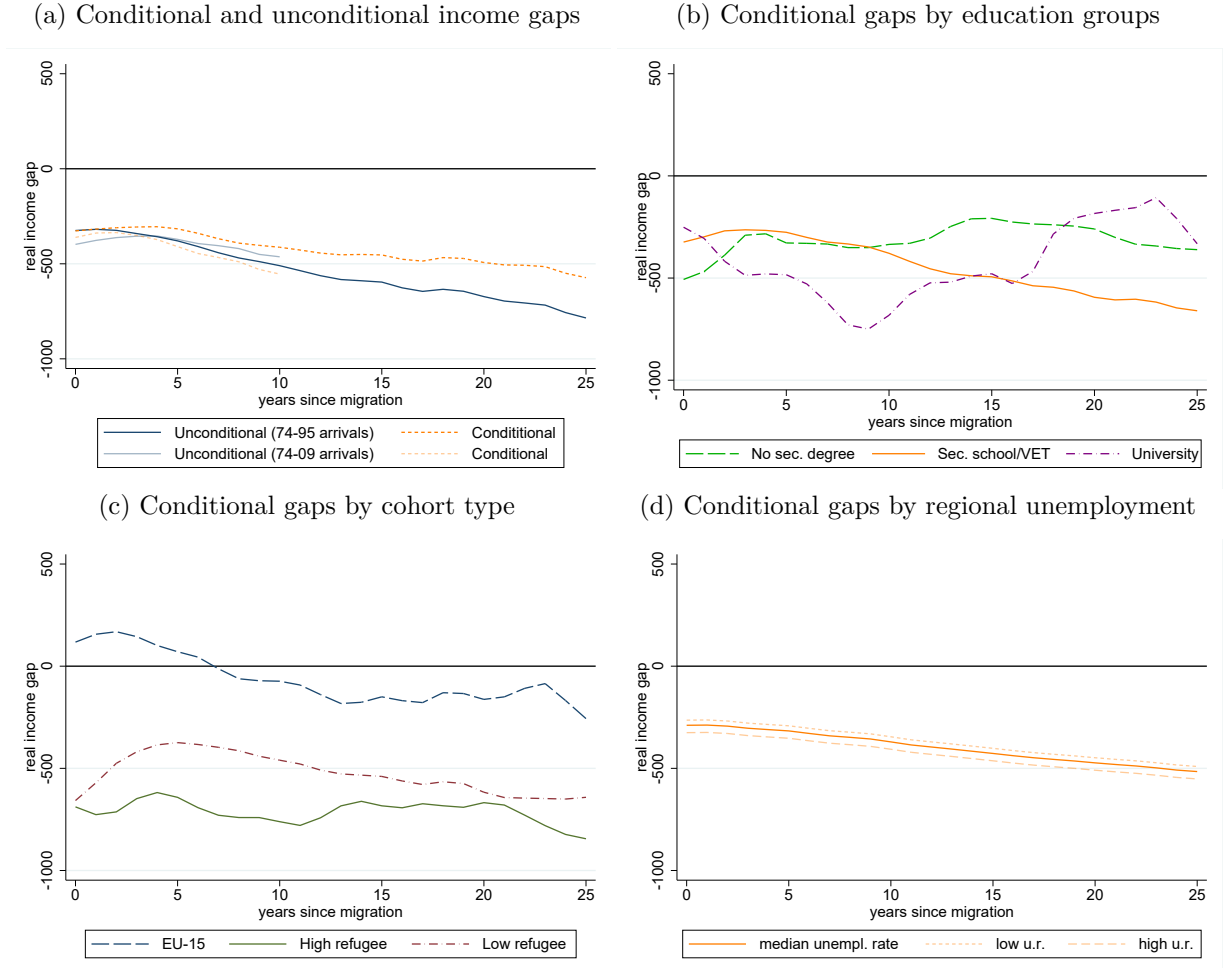 (a) Conditional and unconditional income gaps
500
0
-500
-1000
real income gap
0 5 10 15 20 25
years since migration
Unconditional (74-95 arrivals) Condititional
Unconditional (74-09 arrivals) Conditional
(b) Conditional gaps by education groups
500
0
-500
-1000
real income gap
0 5 10 15 20 25
years since migration
No sec. degree Sec. school/VET University
(c) Conditional gaps by cohort type
500
0
-500
-1000
real income gap
0 5 10 15 20 25
years since migration
EU-15 High refugee Low refugee
(d) Conditional gaps by regional unemployment
500
0
-500
-1000
real income gap
0 5 10 15 20 25
years since migration
median unempl. rate low u.r. high u.r.